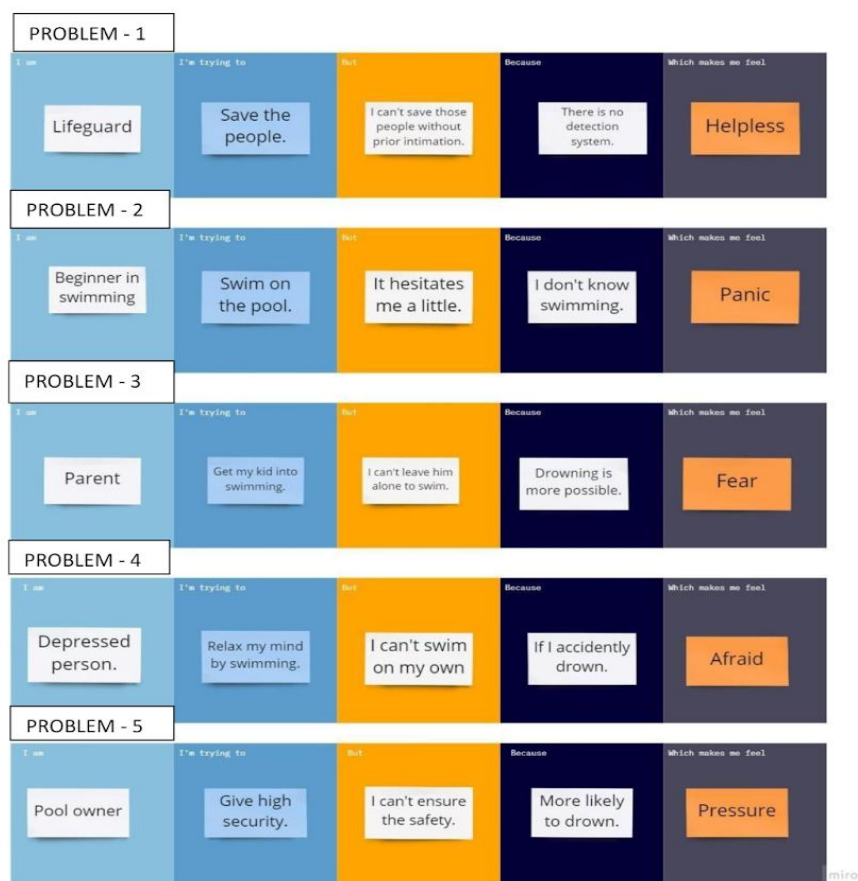 PROBLEM - 1
I am
I'm trying to
But
Because
Which makes me feel
Lifeguard
Save the
people.
I can't save those
people without
prior intimation.
There is no
detection
system.
Helpless
PROBLEM - 2
I am
I'm trying to
But
Because
Which makes me feel
Beginner in
swimming
Swim on
the pool.
It hesitates
me a little.
I don't know
swimming.
Panic
PROBLEM - 3
I am
I'm trying to
But
Because
Which makes me feel
Parent
Get my kid into
swimming.
I can't leave him
alone to swim.
Drowning is
more possible.
Fear
PROBLEM - 4
I am
I'm trying to
But
Because
Which makes me feel
Depressed
person.
Relax my mind
by swimming.
I can't swim
on my own
If I accidently
drown.
Afraid
PROBLEM - 5
I am
I'm trying to
But
Because
Which makes me feel
Pool owner
Give high
security.
I can't ensure
the safety.
More likely
to drown.
Pressure
miro